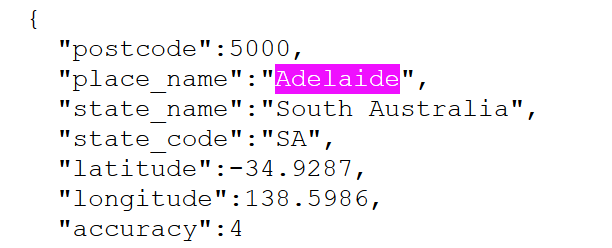 {
"postcode":5000,
"place_name":"Adelaide",
"state_name":"South Australia",
"state_code":"SA",
"latitude":-34.9287,
"longitude":138.5986,
"accuracy":4